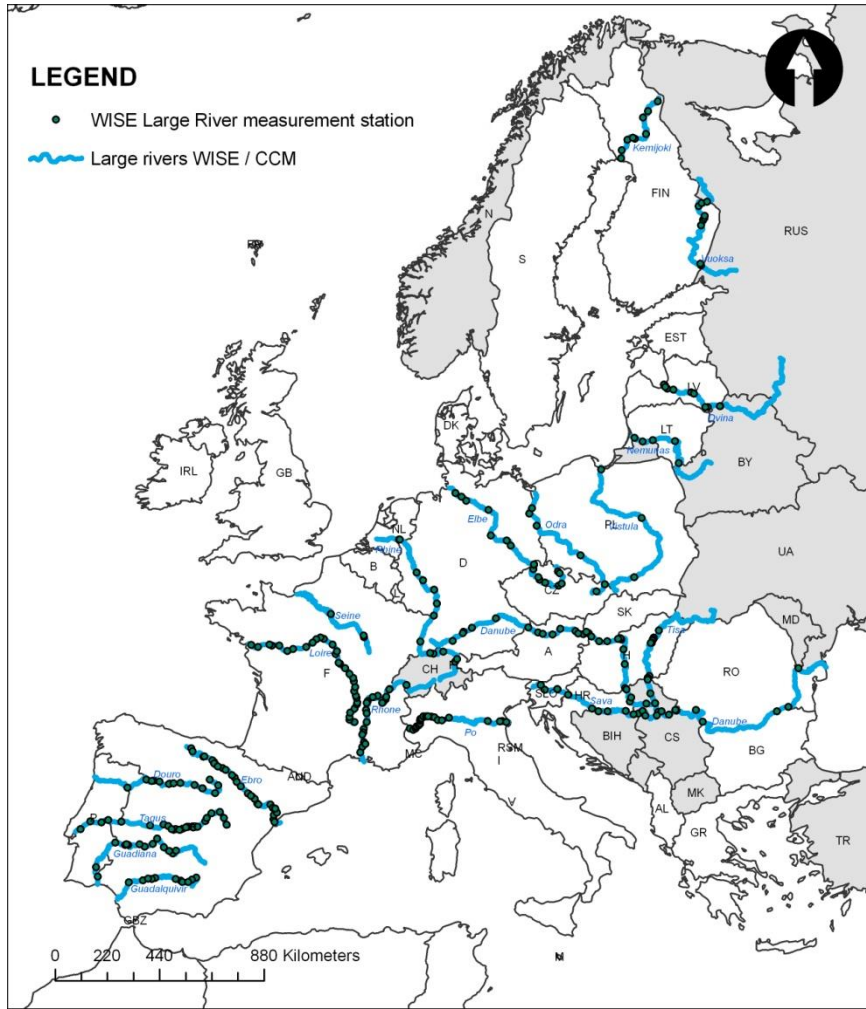 LEGEND
WISE Large River measurement station
Large rivers WISE / CCM
Kemijoki
FIN
N
RUS
S
Vuoksa
EST
LV
Dvina
DK
LT
Nemunas
BY
IRL
GB
NL
Elbe
Odra
PL
Vistula
Rhine
B
D
CZ
UA
L
Seine
SK
MD
Danube
Tisa
Loire
A
H
RO
F
CH
SLO
HR
Rhone
Sava
Danube
Po
BIH
CS
MC
RSM
I
BG
AND
Douro
Ebro
V
MK
AL
P
Tagus
GR
TR
Guadiana
Guadalquivir
GBZ
M
0 220 440 880 Kilometers